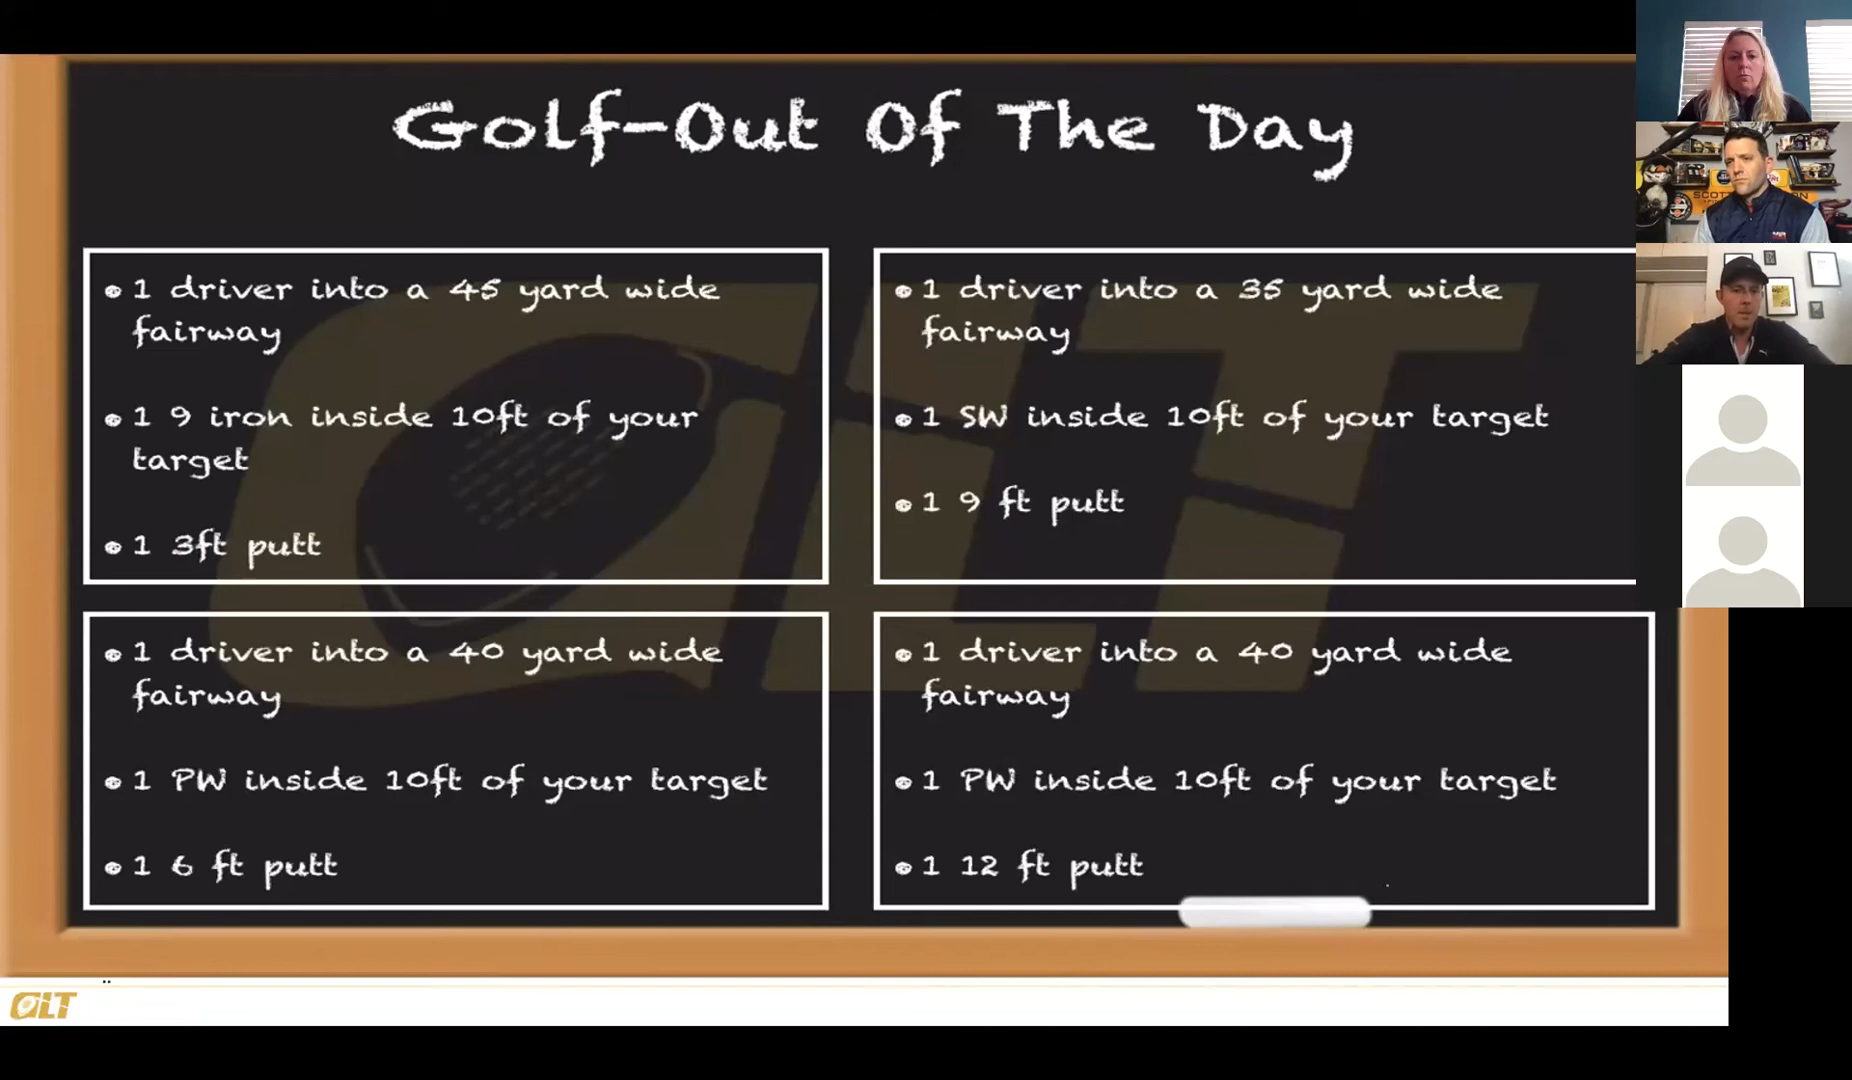 Golf-Out Of The Day
1 driver into a 45 yard wide
fairway
1 9 iron inside 10ft of your
target
1 3ft putt
1 driver into a 35 yard wide
fairway
1 SW inside 10ft of your target
1 9 ft putt
1 driver into a 40 yard wide
fairway
1 PW inside 10ft of your target
1 6 ft putt
1 driver into a 40 yard wide
fairway
1 PW inside 10ft of your target
1 12 ft putt
GLT